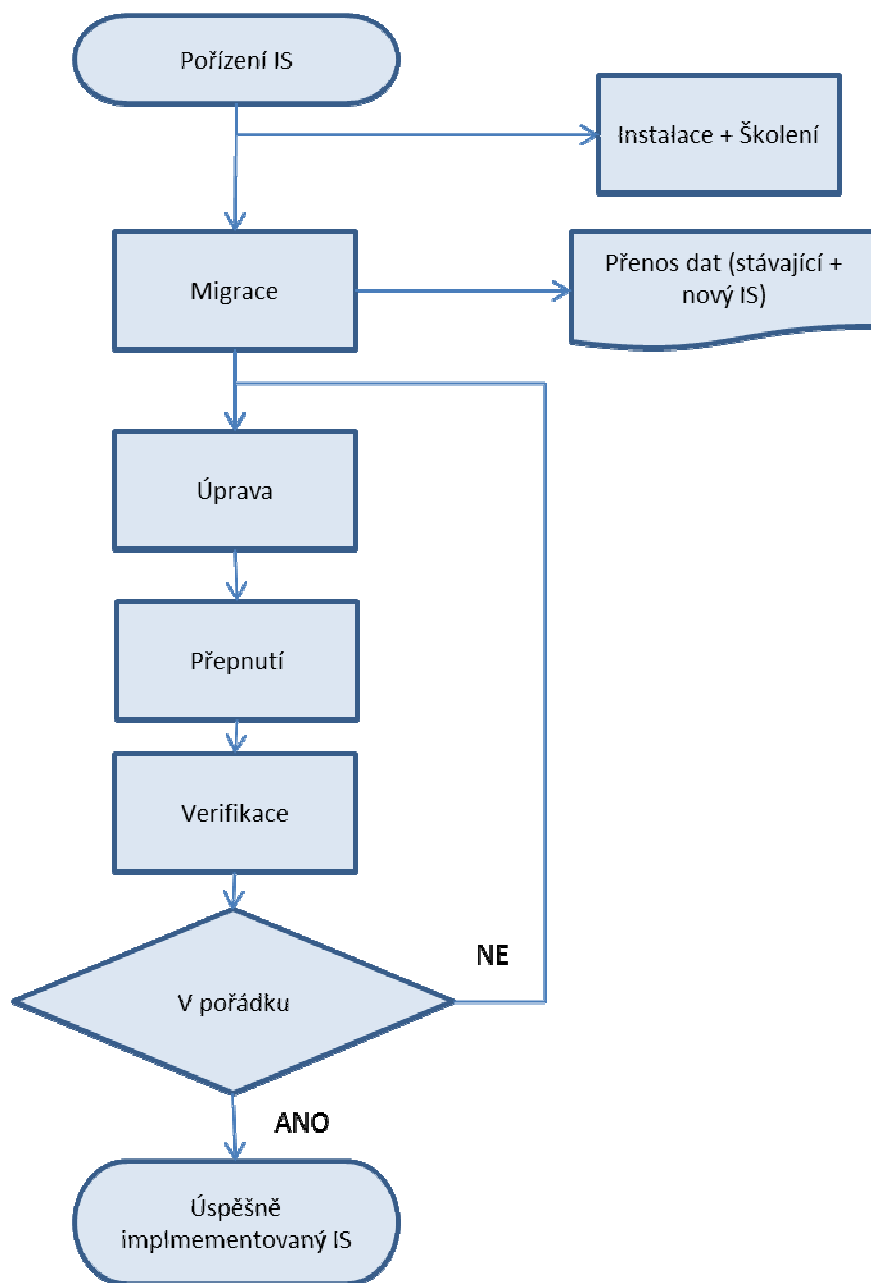 Pořízení IS
Instalace + Školení
Migrace
Přenos dat (stávající +
nový IS)
Úprava
Přepnutí
Verifikace
V pořádku
NE
ANO
Úspěšně
implmementovaný IS